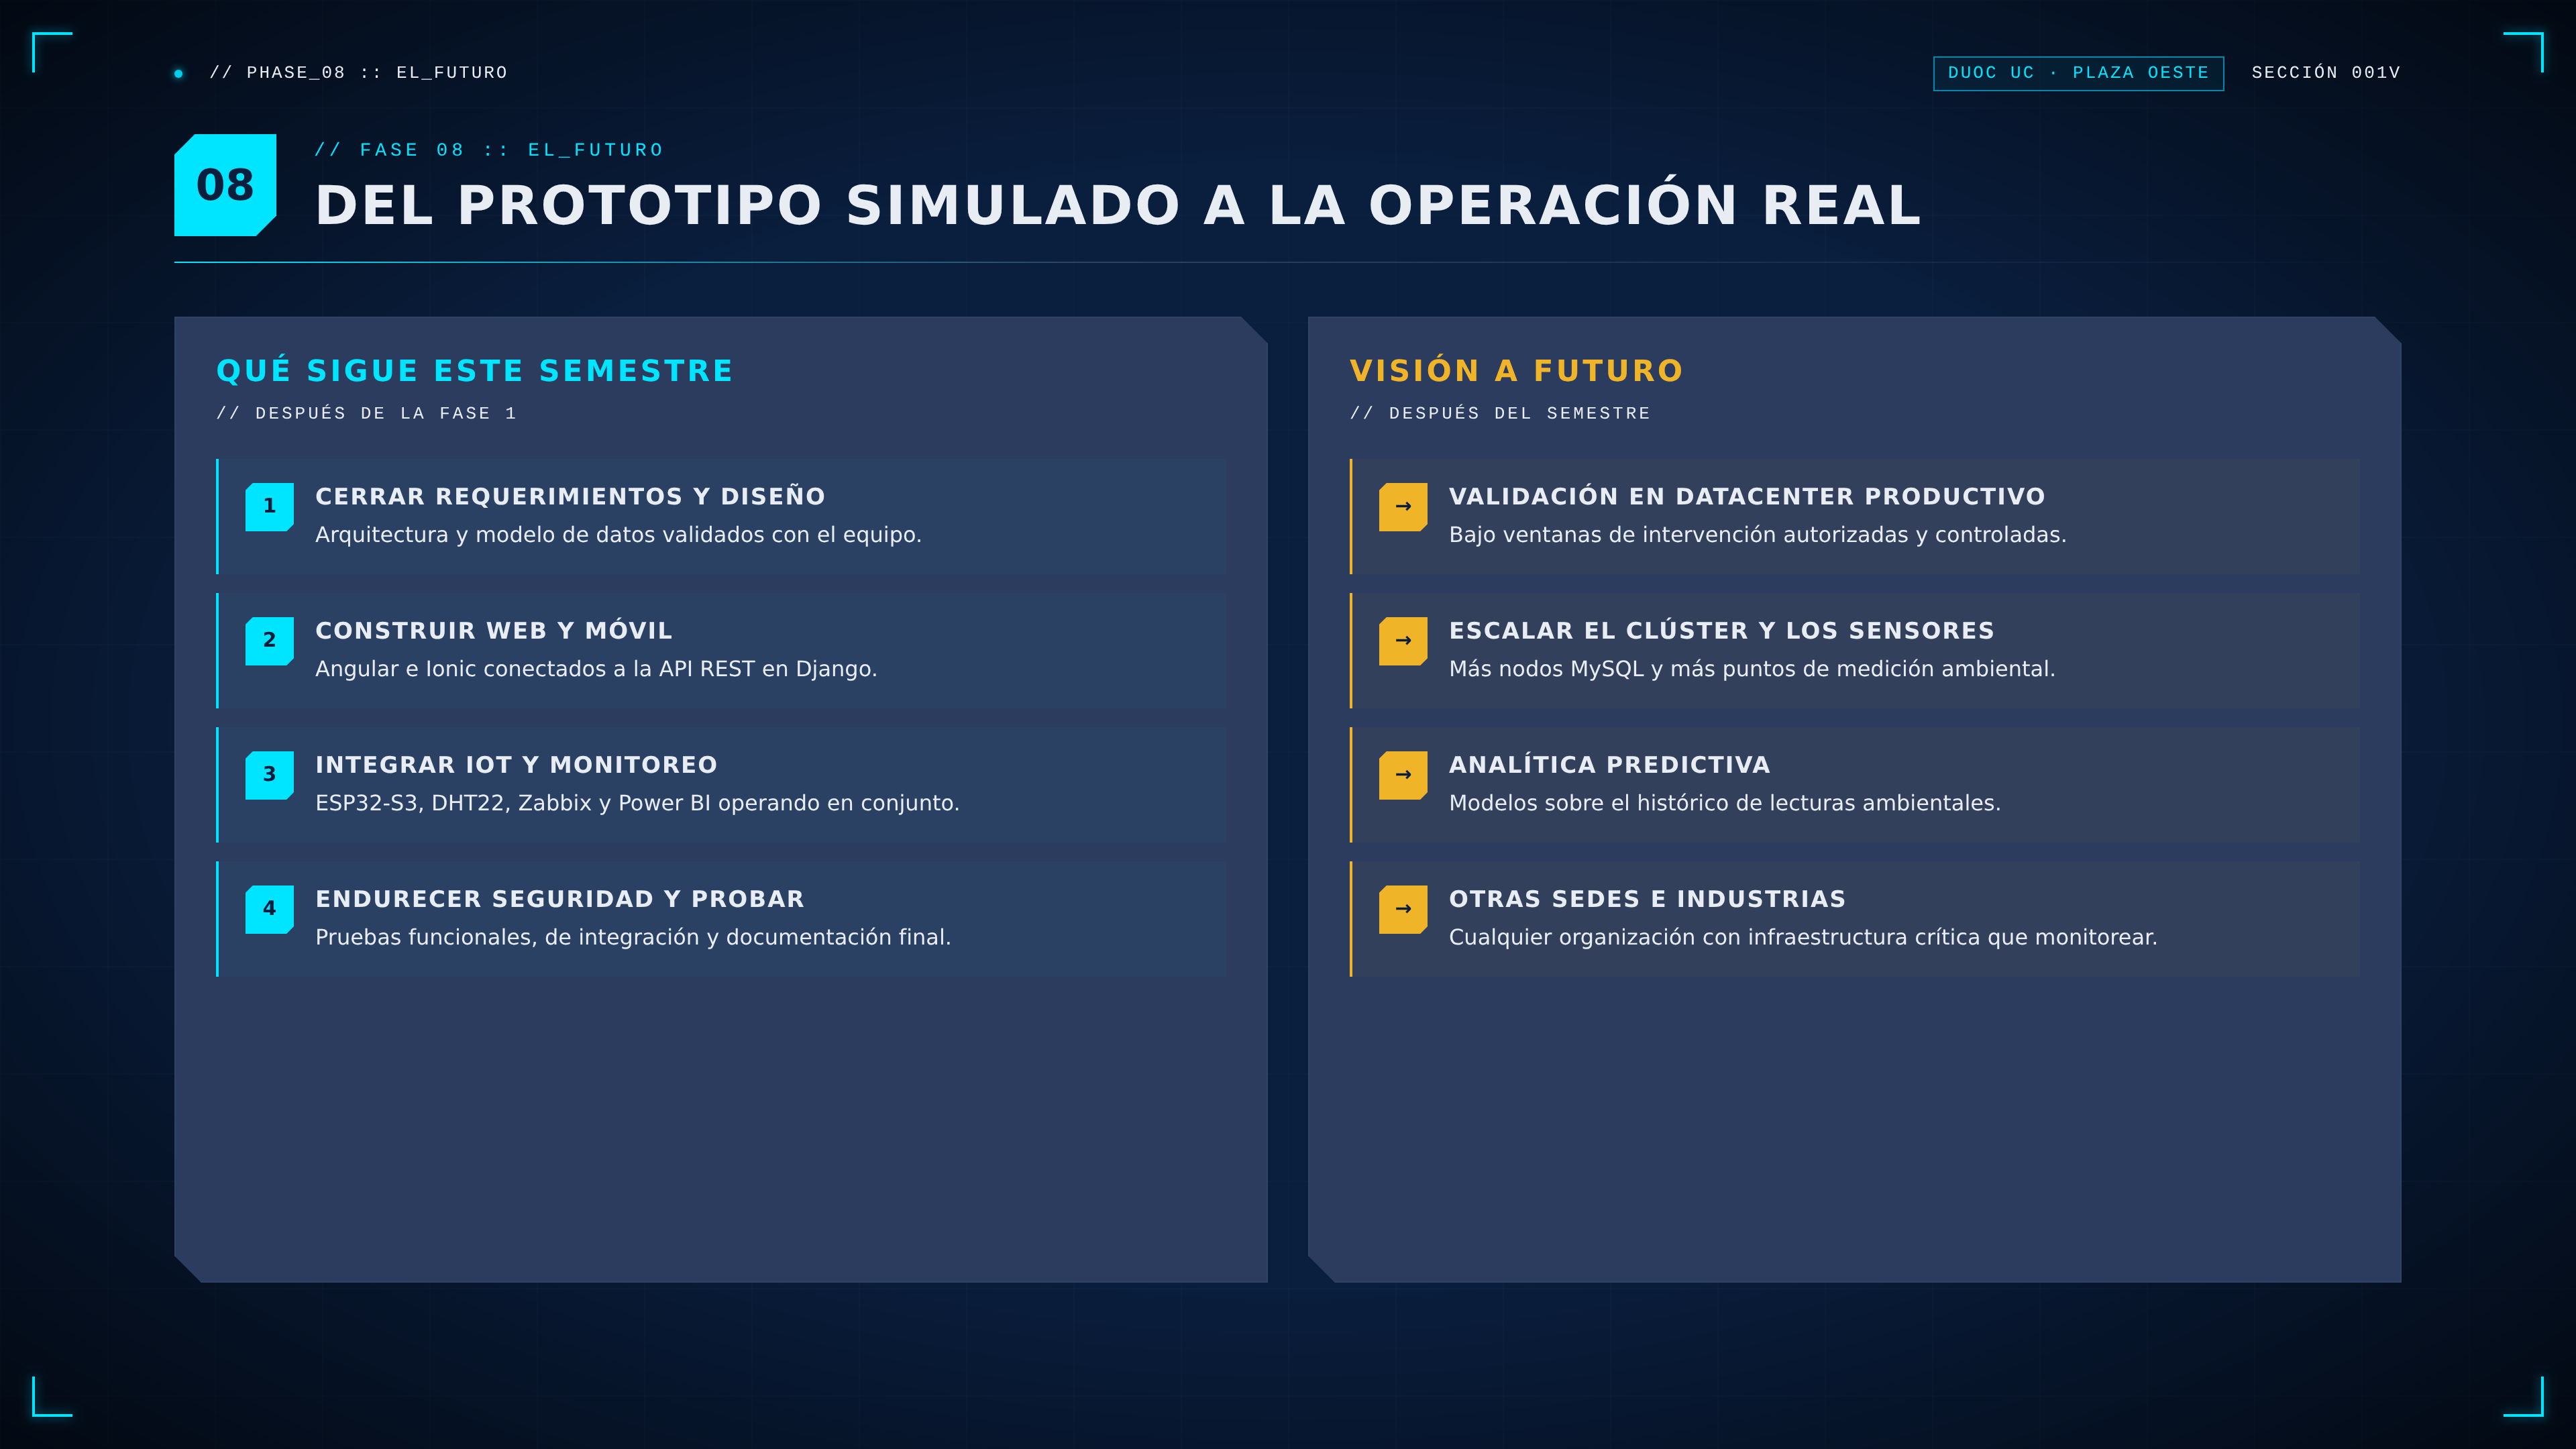 // PHASE_08 :: EL_FUTURO
DUOC UC · PLAZA OESTE
SECCIÓN 001V
08
// FASE 08 :: EL_FUTURO
DEL PROTOTIPO SIMULADO A LA OPERACIÓN REAL
QUÉ SIGUE ESTE SEMESTRE
// DESPUÉS DE LA FASE 1
1
CERRAR REQUERIMIENTOS Y DISEÑO
Arquitectura y modelo de datos validados con el equipo.
2
CONSTRUIR WEB Y MÓVIL
Angular e Ionic conectados a la API REST en Django.
3
INTEGRAR IOT Y MONITOREO
ESP32-S3, DHT22, Zabbix y Power BI operando en conjunto.
4
ENDURECER SEGURIDAD Y PROBAR
Pruebas funcionales, de integración y documentación final.
VISIÓN A FUTURO
// DESPUÉS DEL SEMESTRE
→
VALIDACIÓN EN DATACENTER PRODUCTIVO
Bajo ventanas de intervención autorizadas y controladas.
→
ESCALAR EL CLÚSTER Y LOS SENSORES
Más nodos MySQL y más puntos de medición ambiental.
→
ANALÍTICA PREDICTIVA
Modelos sobre el histórico de lecturas ambientales.
→
OTRAS SEDES E INDUSTRIAS
Cualquier organización con infraestructura crítica que monitorear.